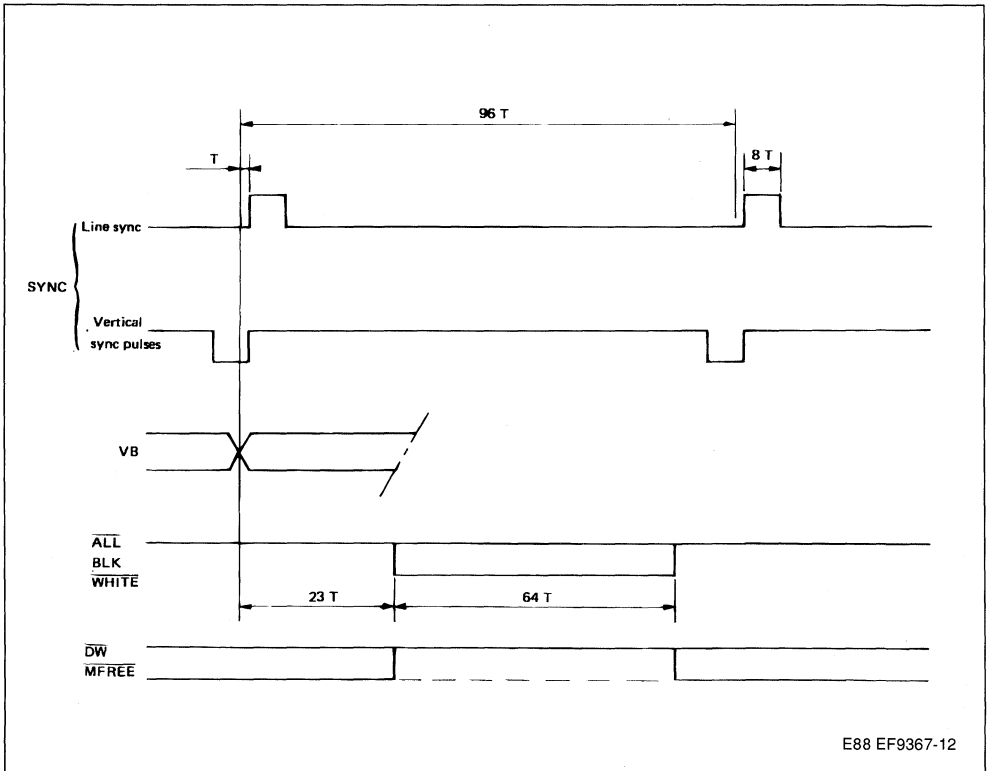 96 T
T
8 T
Line sync
SYNC
Vertical
sync pulses
VB
ALL
BLK
WHITE
23 T
64 T
DW
MFREE
E88 EF9367-12